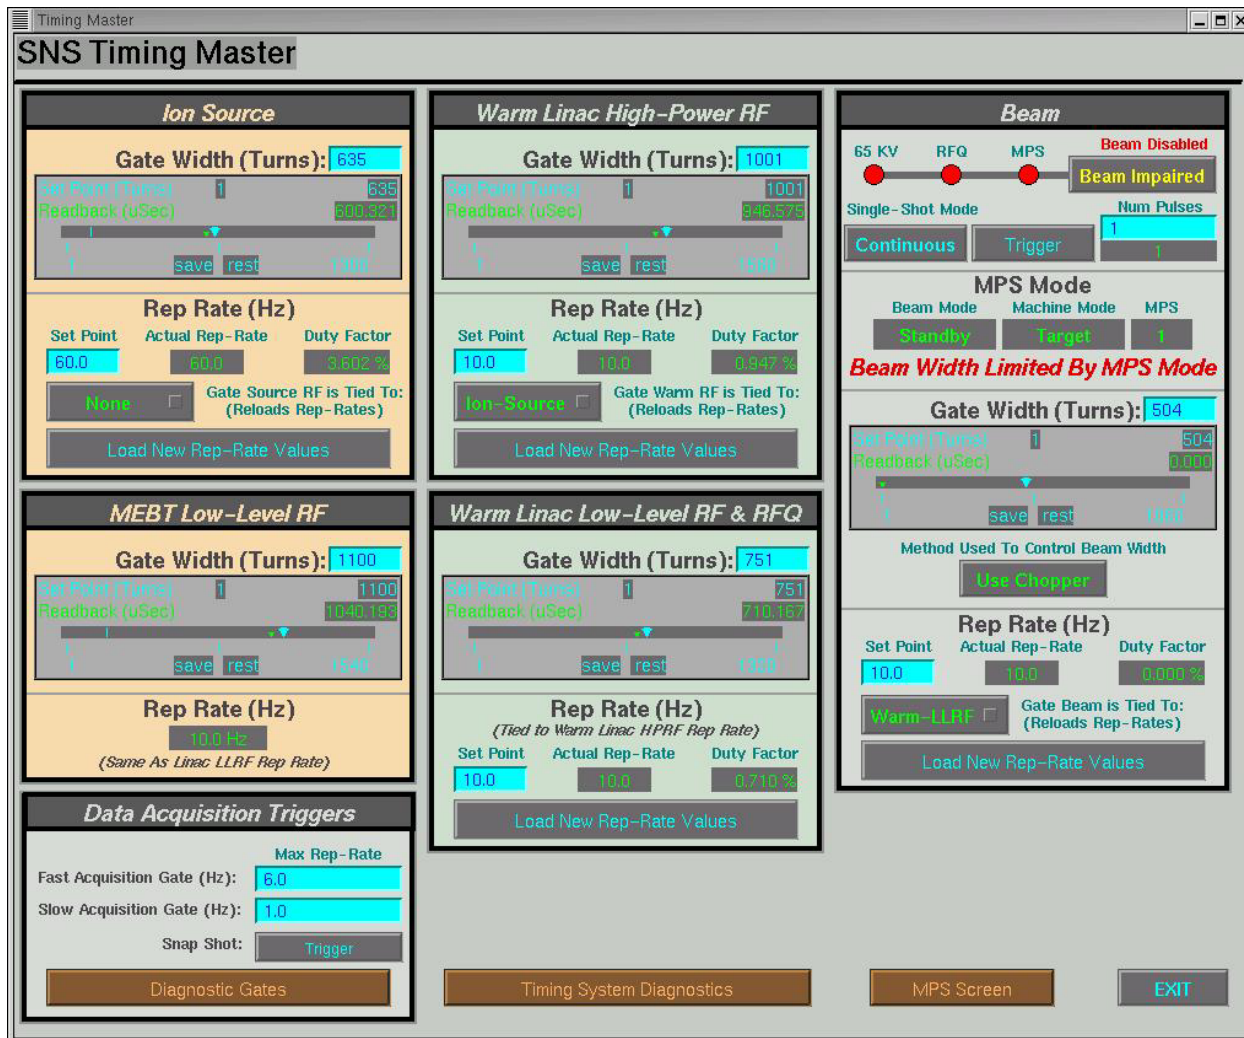 Timing Master
SNS Timing Master
Ion Source
Gate Width (Turns): 635
Set Point (Turns) 1 635
Readback (uSec) 600.321
1 save rest 1300
Rep Rate (Hz)
Set Point Actual Rep-Rate Duty Factor
60.0 60.0 3.602 %
None Gate Source RF is Tied To:
(Reloads Rep-Rates)
Load New Rep-Rate Values
MEBT Low-Level RF
Gate Width (Turns): 1100
Set Point (Turns) 1 1100
Readback (uSec) 1040.193
1 save rest 1540
Rep Rate (Hz)
10.0 Hz
(Same As Linac LLRF Rep Rate)
Data Acquisition Triggers
Max Rep-Rate
Fast Acquisition Gate (Hz): 6.0
Slow Acquisition Gate (Hz): 1.0
Snap Shot: Trigger
Diagnostic Gates
Warm Linac High-Power RF
Gate Width (Turns): 1001
Set Point (Turns) 1 1001
Readback (uSec) 946.575
1 save rest
Rep Rate (Hz)
Set Point Actual Rep-Rate Duty Factor
10.0 10.0 0.947 %
Ion-Source Gate Warm RF is Tied To:
(Reloads Rep-Rates)
Load New Rep-Rate Values
Warm Linac Low-Level RF & RFQ
Gate Width (Turns): 751
Set Point (Turns) 1 751
Readback (uSec) 710.167
1 save rest
Rep Rate (Hz)
(Tied to Warm Linac HPRF Rep Rate)
Set Point Actual Rep-Rate Duty Factor
10.0 10.0 0.710 %
Load New Rep-Rate Values
Timing System Diagnostics
Beam
65 KV RFQ MPS Beam Disabled
Beam Impaired
Single-Shot Mode Num Pulses
Continuous Trigger 1
1
MPS Mode
Beam Mode Machine Mode MPS
Standby Target 1
Beam Width Limited By MPS Mode
Gate Width (Turns): 504
Set Point (Turns) 1 504
Readback (uSec) 0.000
1 save rest
Method Used To Control Beam Width
Use Chopper
Rep Rate (Hz)
Set Point Actual Rep-Rate Duty Factor
10.0 10.0 0.000 %
Warm-LLRF Gate Beam is Tied To:
(Reloads Rep-Rates)
Load New Rep-Rate Values
MPS Screen
EXIT